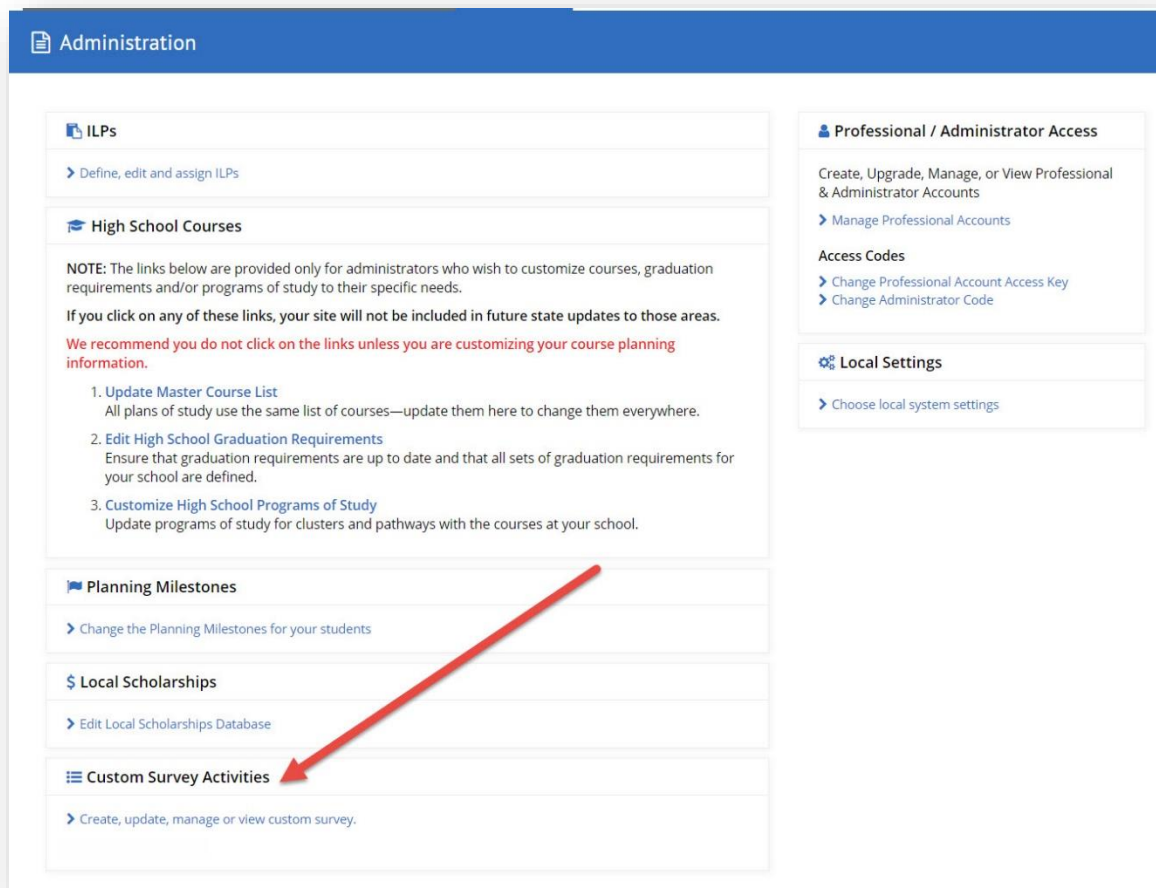 Administration
ILPs
Define, edit and assign ILPs
High School Courses
NOTE: The links below are provided only for administrators who wish to customize courses, graduation
requirements and/or programs of study to their specific needs.
If you click on any of these links, your site will not be included in future state updates to those areas.
We recommend you do not click on the links unless you are customizing your course planning
information.
1. Update Master Course List
All plans of study use the same list of courses—update them here to change them everywhere.
2. Edit High School Graduation Requirements
Ensure that graduation requirements are up to date and that all sets of graduation requirements for
your school are defined.
3. Customize High School Programs of Study
Update programs of study for clusters and pathways with the courses at your school.
Planning Milestones
Change the Planning Milestones for your students
$ Local Scholarships
Edit Local Scholarships Database
Custom Survey Activities
Create, update, manage or view custom survey.
Professional / Administrator Access
Create, Upgrade, Manage, or View Professional
& Administrator Accounts
Manage Professional Accounts
Access Codes
Change Professional Account Access Key
Change Administrator Code
Local Settings
Choose local system settings